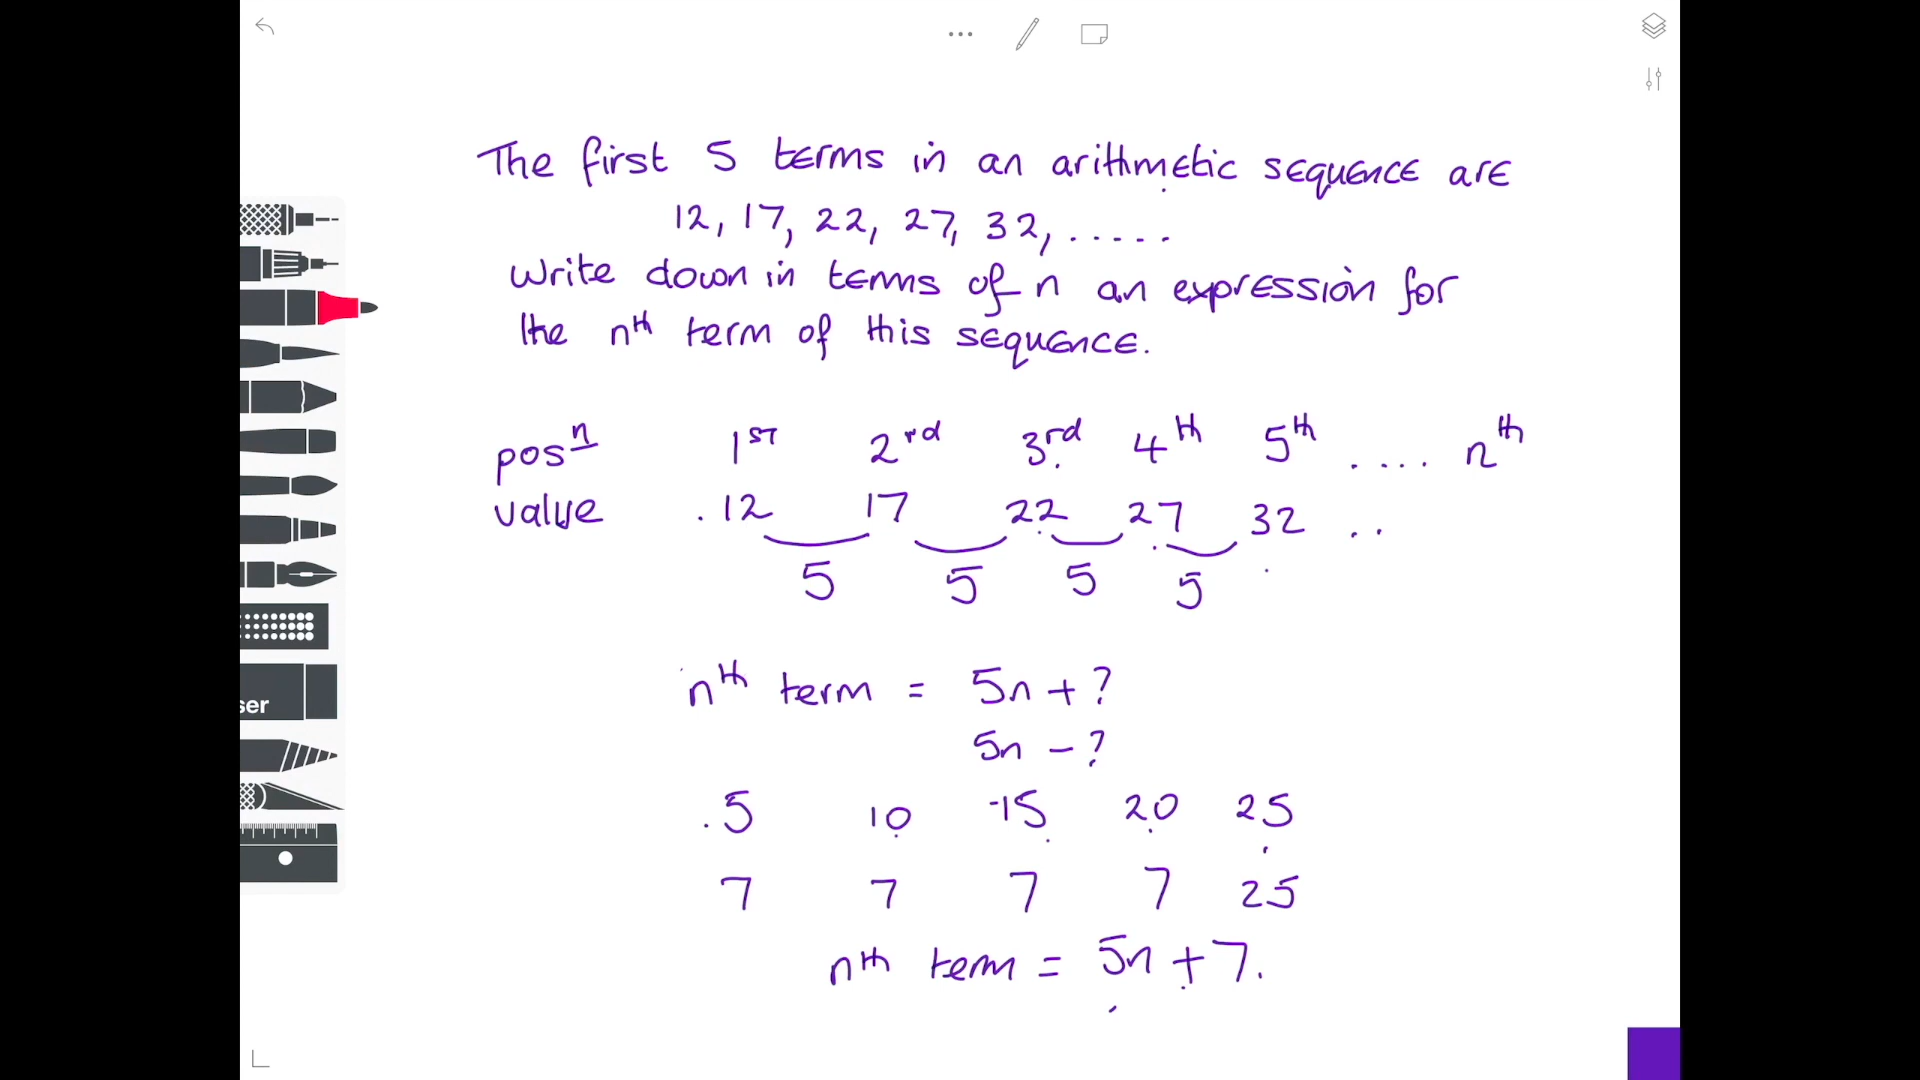 The first 5 terms in an arithmetic sequence are
12, 17, 22, 27, 32, .....
Write down in terms of n an expression for
the nth term of this sequence.
posn 1ST 2rd 3rd 4th 5th .... nth
value .12 17 22 27 32 ..
5 5 5 5
nth term = 5n + ?
5n - ?
.5 10 15 20 25
7 7 7 7 25
nth term = 5n + 7.
ser